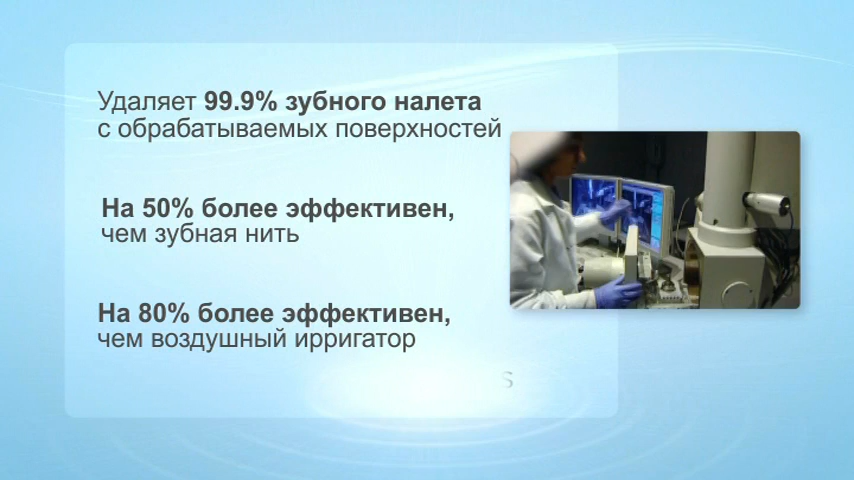 Удаляет 99.9% зубного налета
с обрабатываемых поверхностей
На 50% более эффективен,
чем зубная нить
На 80% более эффективен,
чем воздушный ирригатор
S